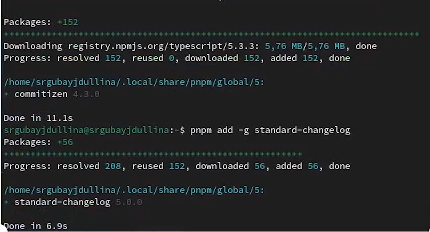 Packages: +152
++++++++++++++++++++++++++++++++++++++++++++++++++++++++++++++++++++++++++++++
Downloading registry.npmjs.org/typescript/5.3.3: 5,76 MB/5,76 MB, done
Progress: resolved 152, reused 0, downloaded 152, added 152, done
/home/srgubayjdullina/.local/share/pnpm/global/5:
+ commitizen 4.3.0
Done in 11.1s
srgubayjdullina@srgubayjdullina:~$ pnpm add -g standard-changelog
Packages: +56
++++++++++++++++++++++++++++++++++++++++++++++++++++++++
Progress: resolved 208, reused 152, downloaded 56, added 56, done
/home/srgubayjdullina/.local/share/pnpm/global/5:
+ standard-changelog 5.0.0
Done in 6.9s